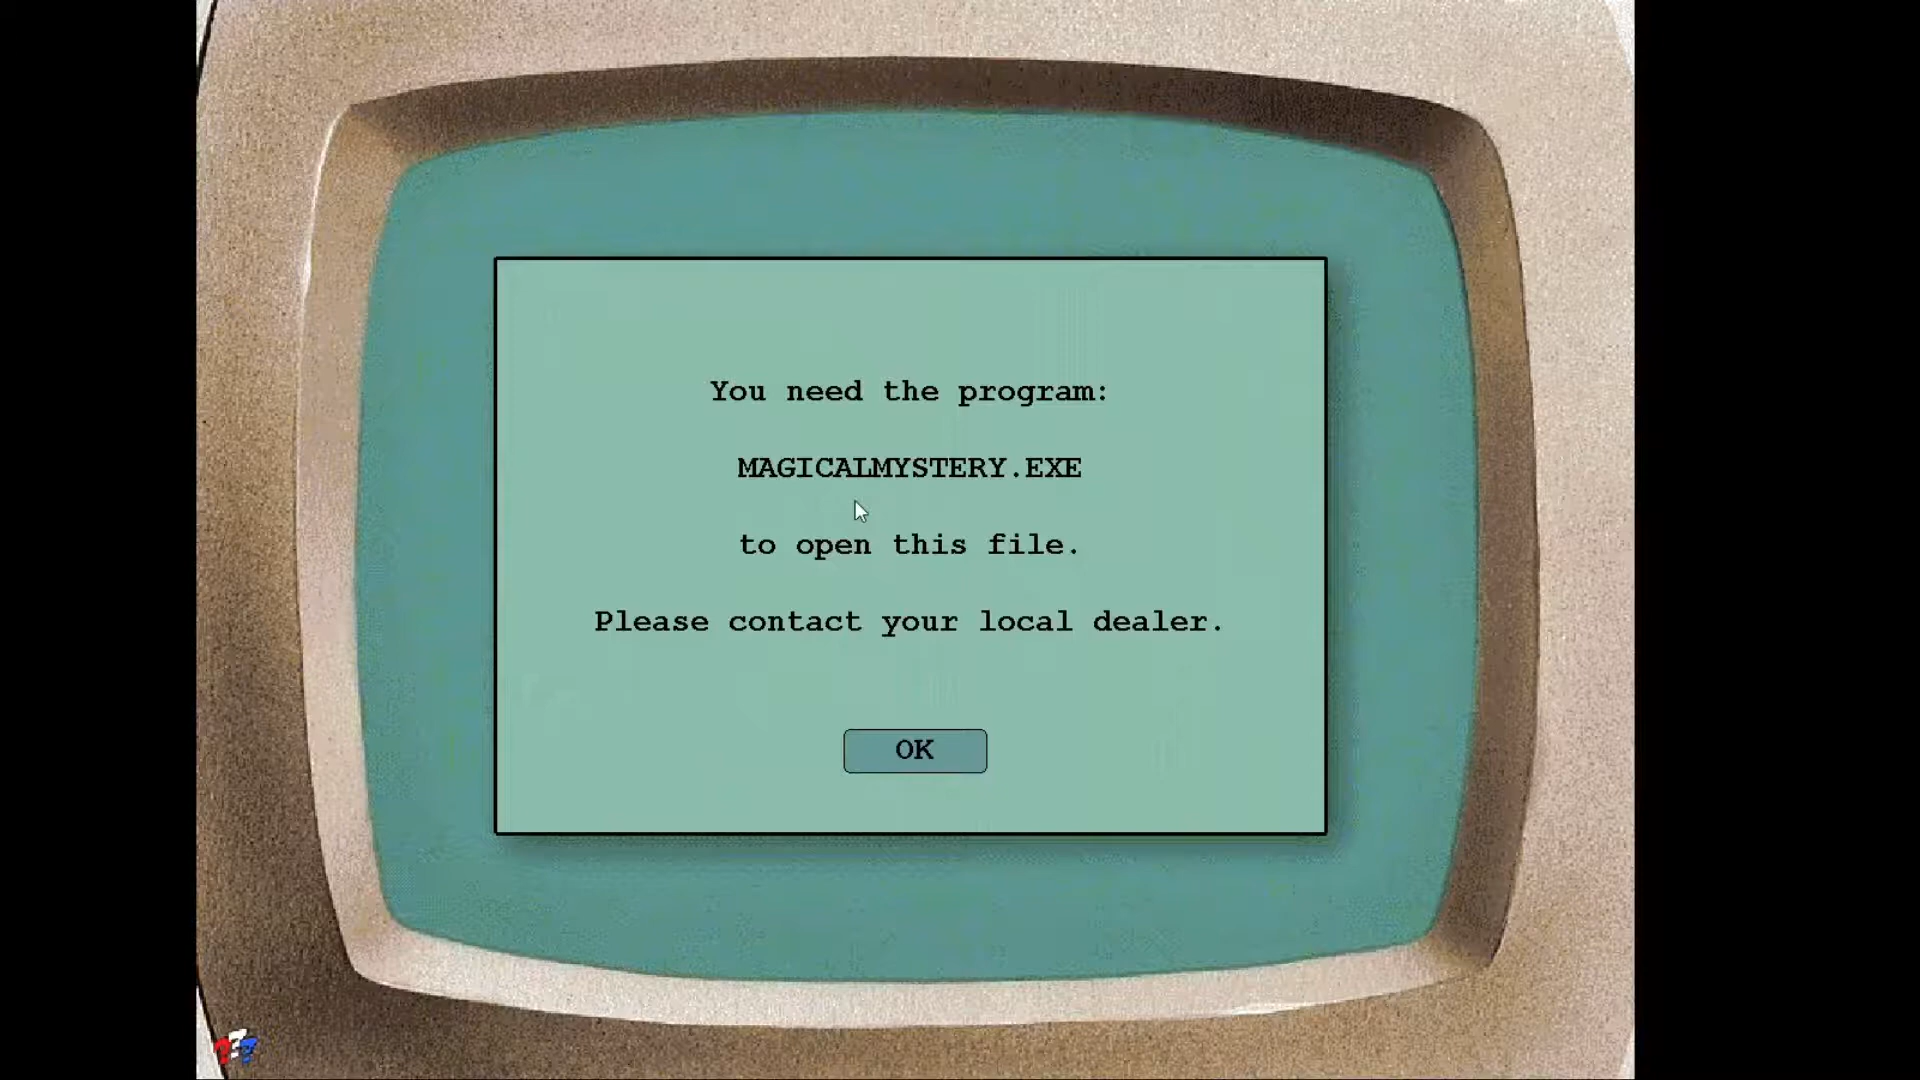 You need the program:
MAGICALMYSTERY.EXE
to open this file.
Please contact your local dealer.
OK
???